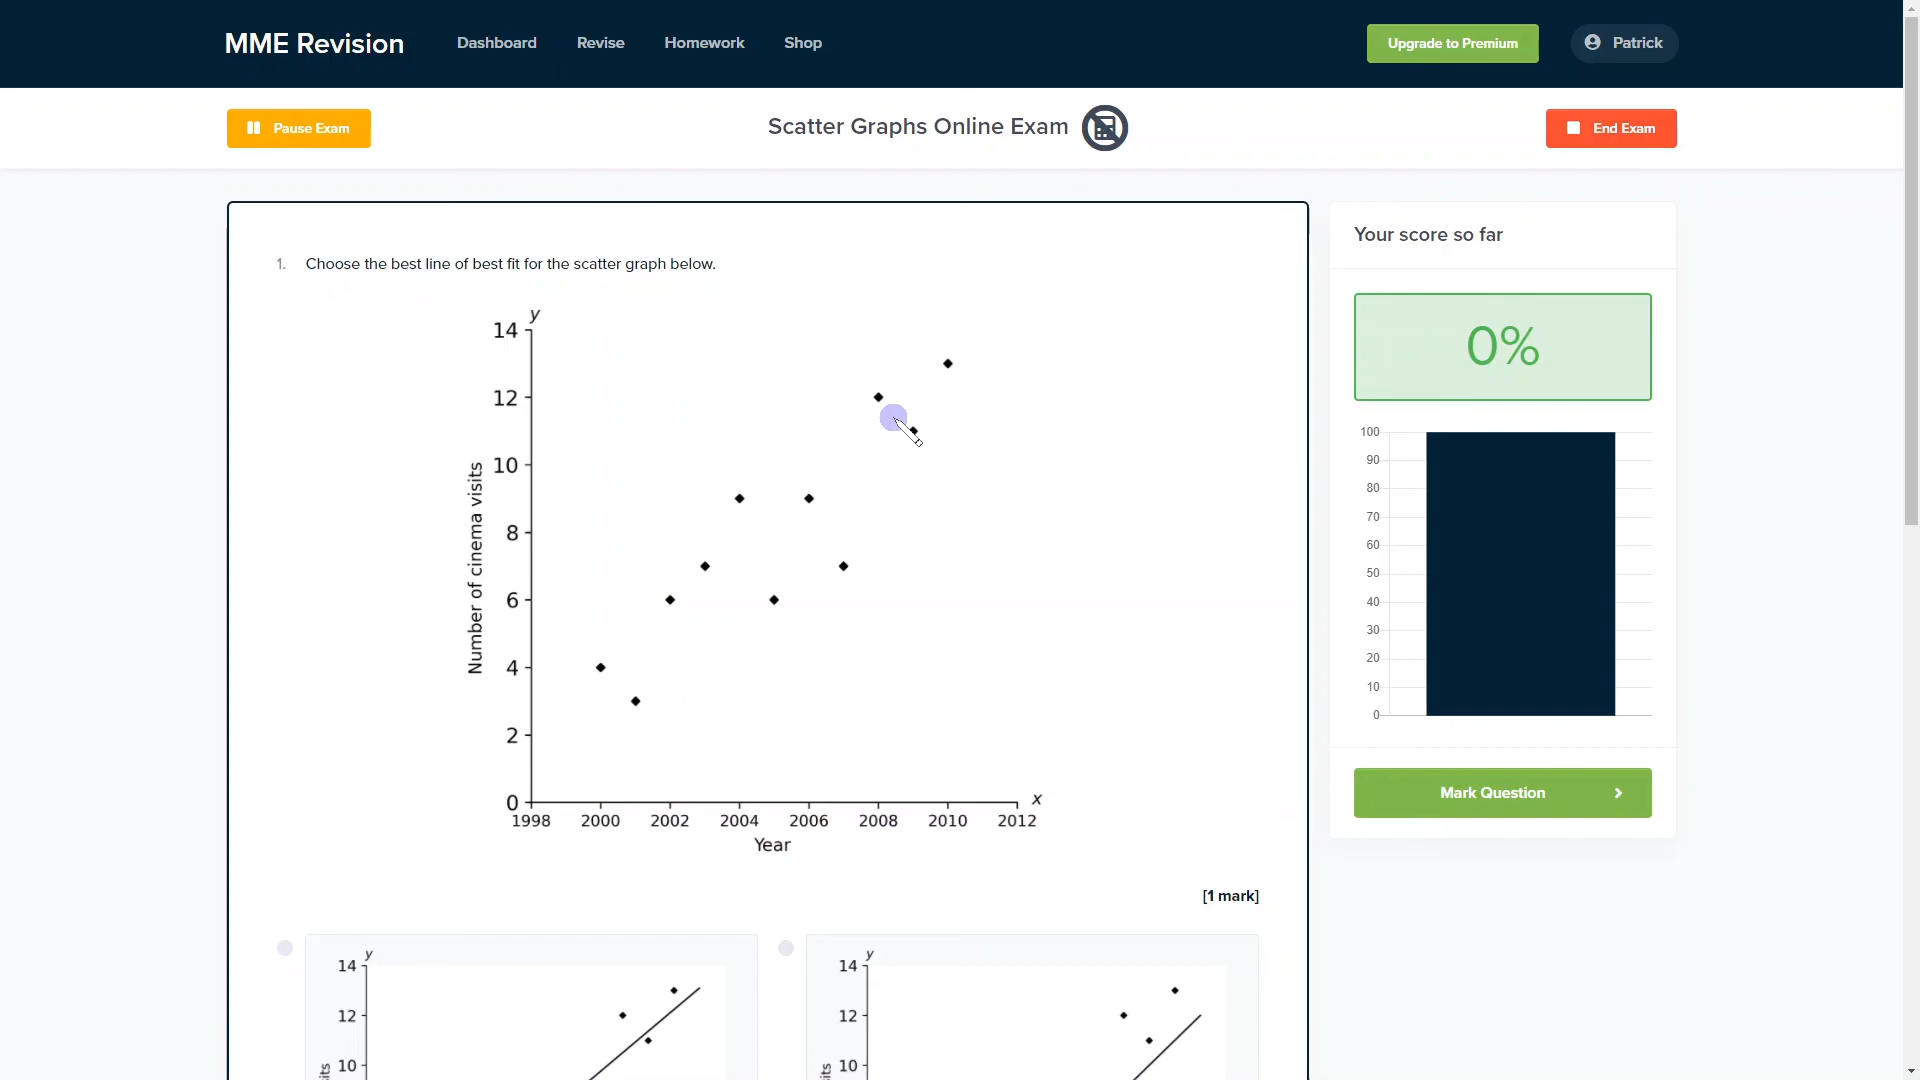 MME Revision
Dashboard
Revise
Homework
Shop
Upgrade to Premium
Patrick
Pause Exam
Scatter Graphs Online Exam
End Exam
1. Choose the best line of best fit for the scatter graph below.
y
14
12
10
8
6
4
2
0
Number of cinema visits
1998 2000 2002 2004 2006 2008 2010 2012
x
Year
[1 mark]
y
14
12
10
y
14
12
10
Your score so far
0%
100
90
80
70
60
50
40
30
20
10
0
Mark Question